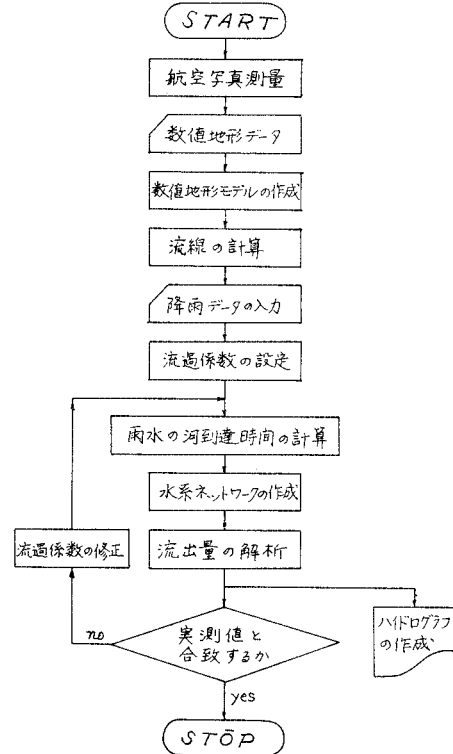 START
航空写真測量
数値地形データ
数値地形モデルの作成
流線の計算
降雨データの入力
流過係数の設定
雨水の河到達時間の計算
水系ネットワークの作成
流出量の解析
流過係数の修正
ハイドログラフ
の作成
実測値と
合致するか
no
yes
STOP